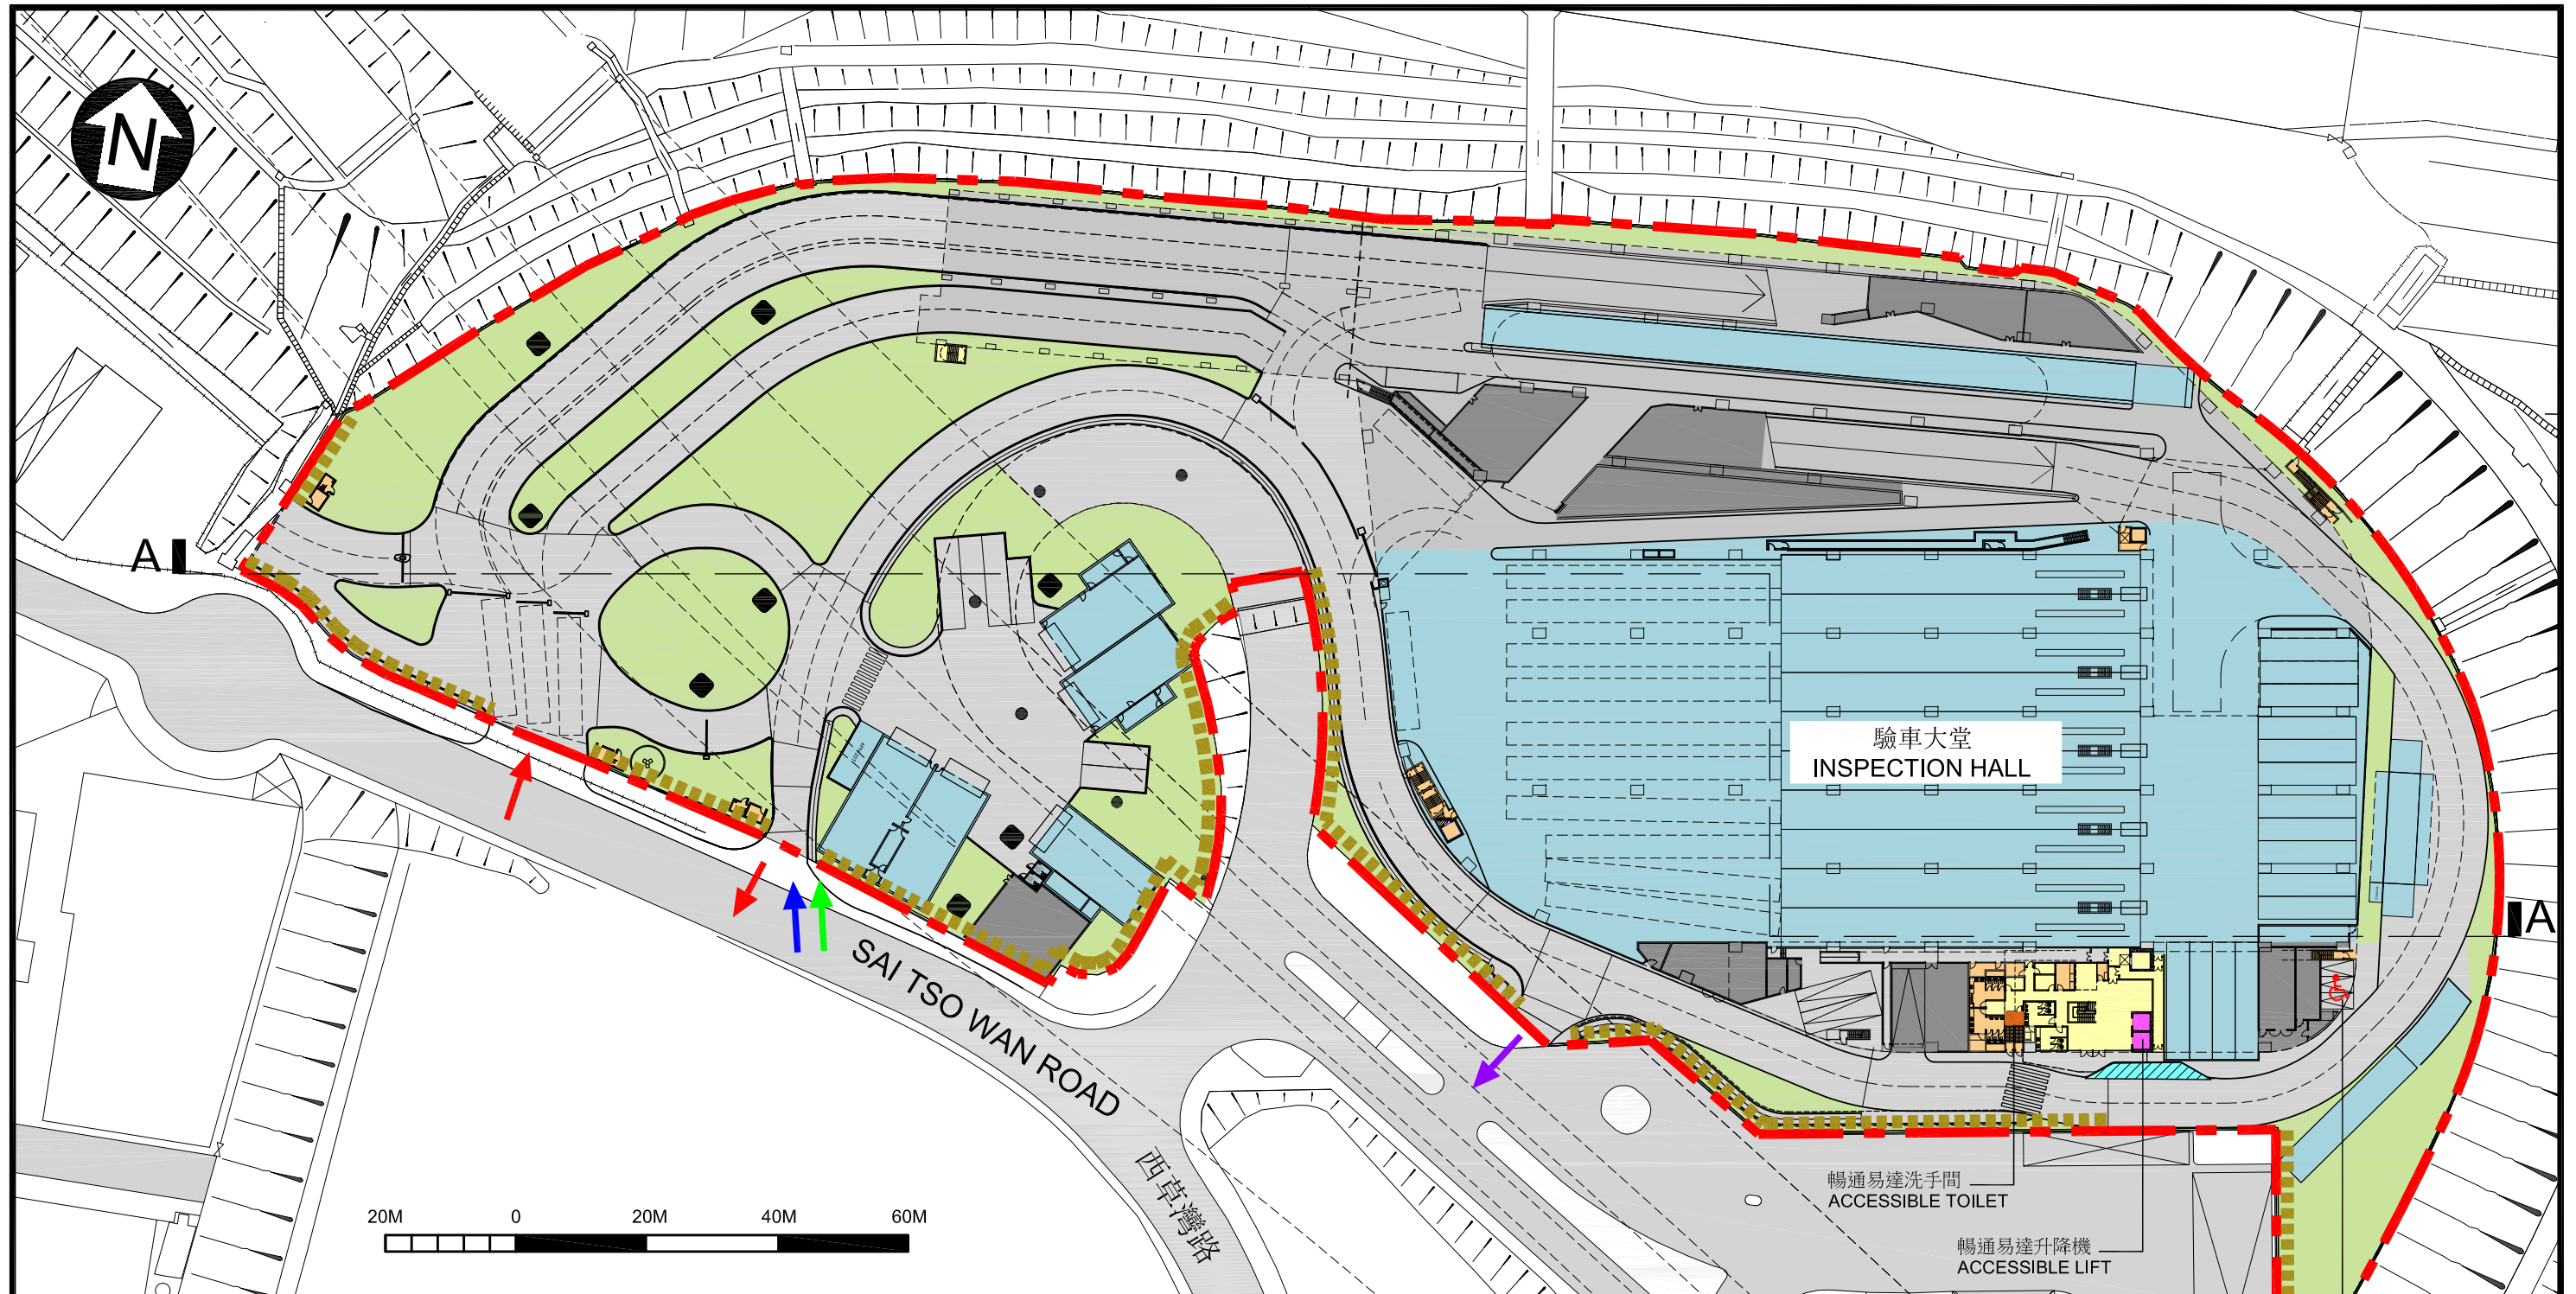 N
A
驗車大堂
INSPECTION HALL
A
SAI TSO WAN ROAD
西草灣路
暢通易達洗手間
ACCESSIBLE TOILET
暢通易達升降機
ACCESSIBLE LIFT
20M 0 20M 40M 60M